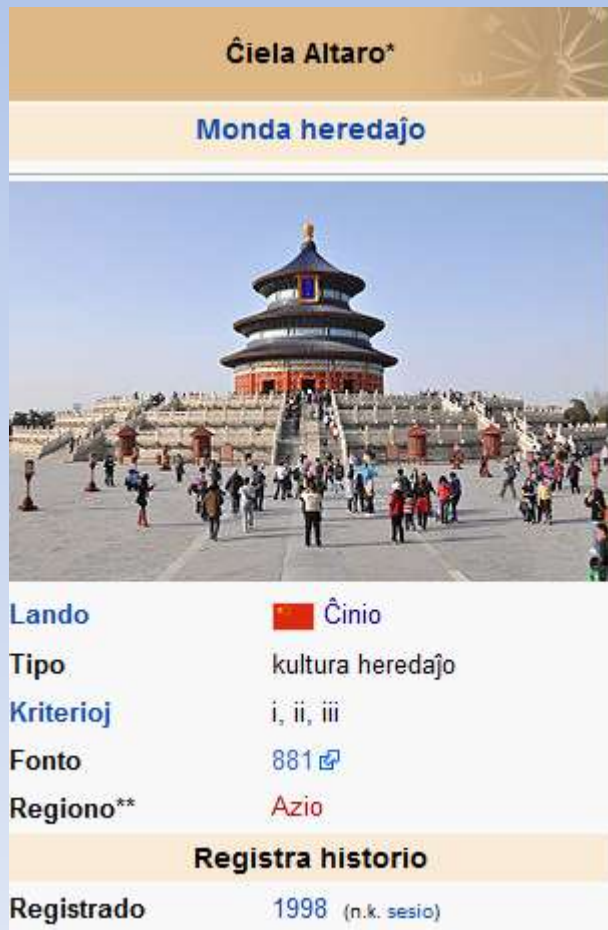 Ĉiela Altaro*
Monda heredaĵo
Lando Ĉinio
Tipo kultura heredaĵo
Kriterioj i, ii, iii
Fonto 881
Regiono** Azio
Registra historio
Registrado 1998 (n.k. sesio)